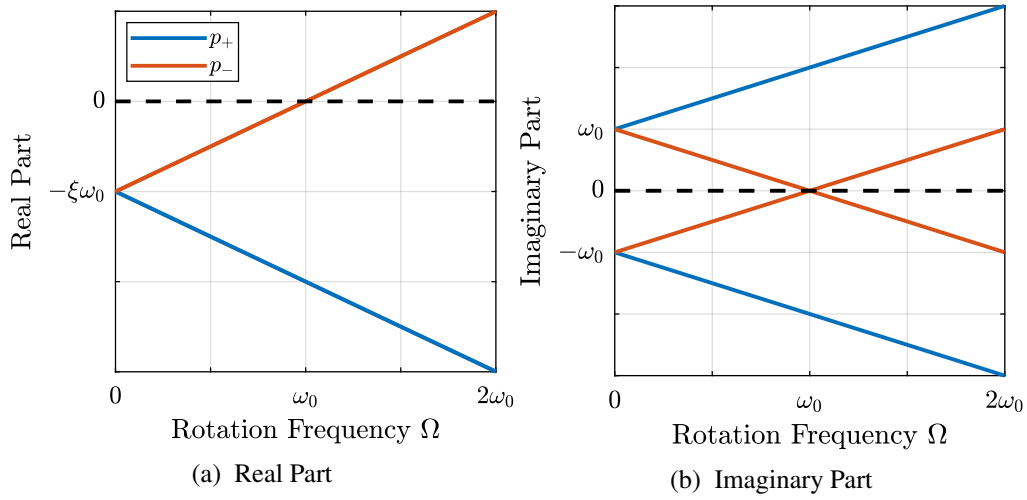 p₊
p₋
0
−ξω₀
Real Part
0
ω₀
2ω₀
Rotation Frequency Ω
(a) Real Part
ω₀
0
−ω₀
Imaginary Part
0
ω₀
2ω₀
Rotation Frequency Ω
(b) Imaginary Part